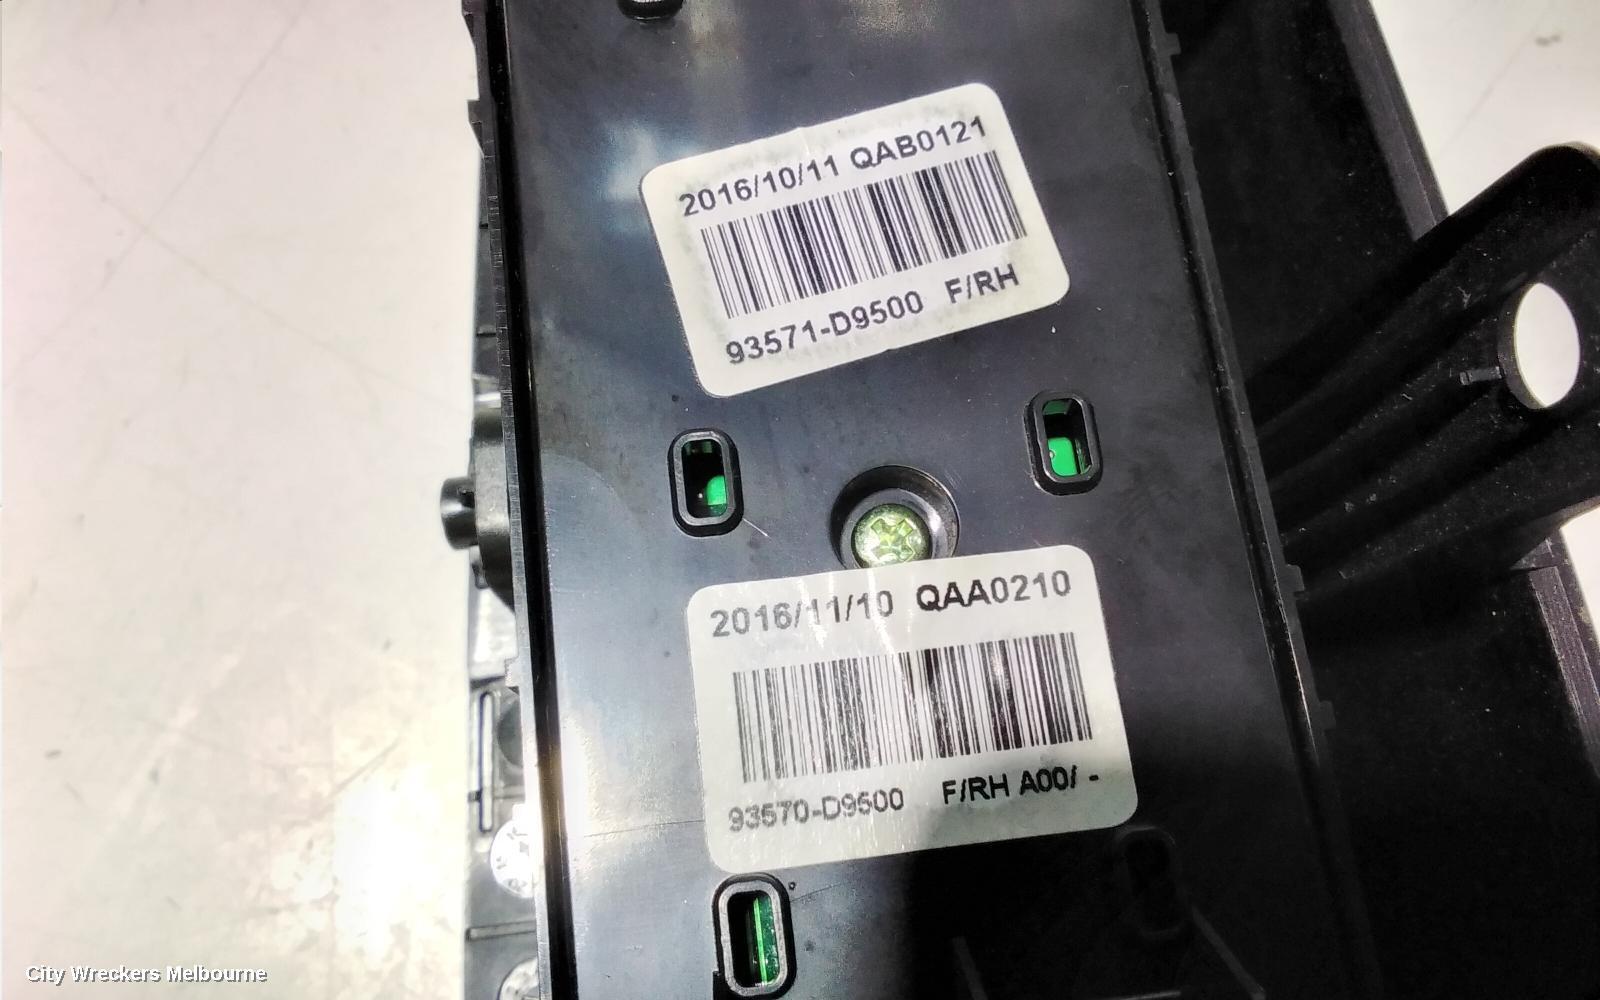 2016/10/11 QAB0121
93571-D9500 F/RH
2016/11/10 QAA0210
93570-D9500 F/RH A00/ -
City Wreckers Melbourne